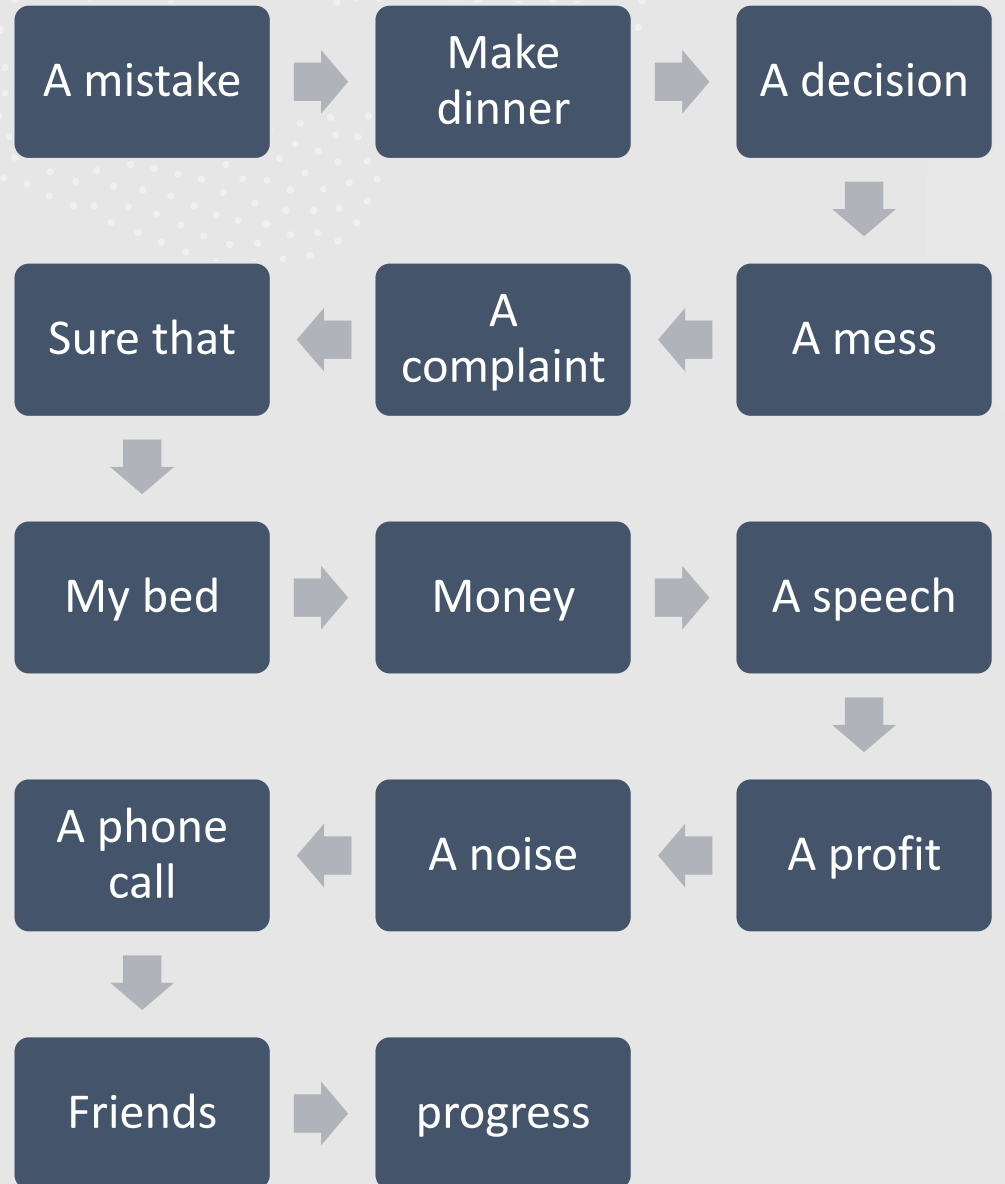 A mistake
Make
dinner
A decision
A mess
A
complaint
Sure that
My bed
Money
A speech
A profit
A noise
A phone
call
Friends
progress